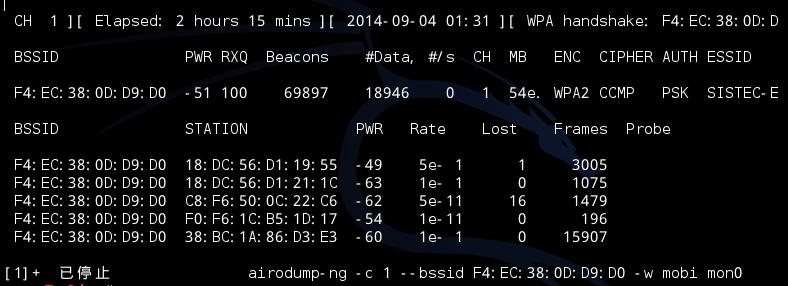 CH 1 ][ Elapsed: 2 hours 15 mins ][ 2014-09-04 01:31 ][ WPA handshake: F4:EC:38:0D:D
BSSID PWR RXQ Beacons #Data, #/s CH MB ENC CIPHER AUTH ESSID
F4:EC:38:0D:D9:D0 -51 100 69897 18946 0 1 54e. WPA2 CCMP PSK SISTEC-E
BSSID STATION PWR Rate Lost Frames Probe
F4:EC:38:0D:D9:D0 18:DC:56:D1:19:55 -49 5e- 1 1 3005
F4:EC:38:0D:D9:D0 18:DC:56:D1:21:1C -63 1e- 1 0 1075
F4:EC:38:0D:D9:D0 C8:F6:50:0C:22:C6 -62 5e-11 16 1479
F4:EC:38:0D:D9:D0 F0:F6:1C:B5:1D:17 -54 1e-11 0 196
F4:EC:38:0D:D9:D0 38:BC:1A:86:D3:E3 -60 1e- 1 0 15907
[1]+ 已停止 airodump-ng -c 1 --bssid F4:EC:38:0D:D9:D0 -w mobi mon0